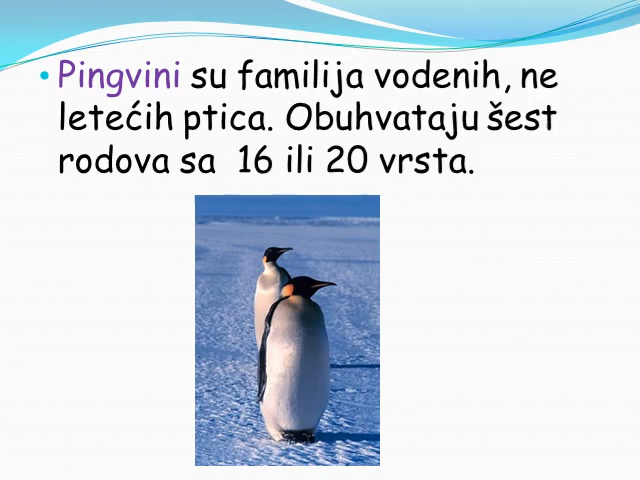 • Pingvini su familija vodenih, ne
letećih ptica. Obuhvataju šest
rodova sa  16 ili 20 vrsta.